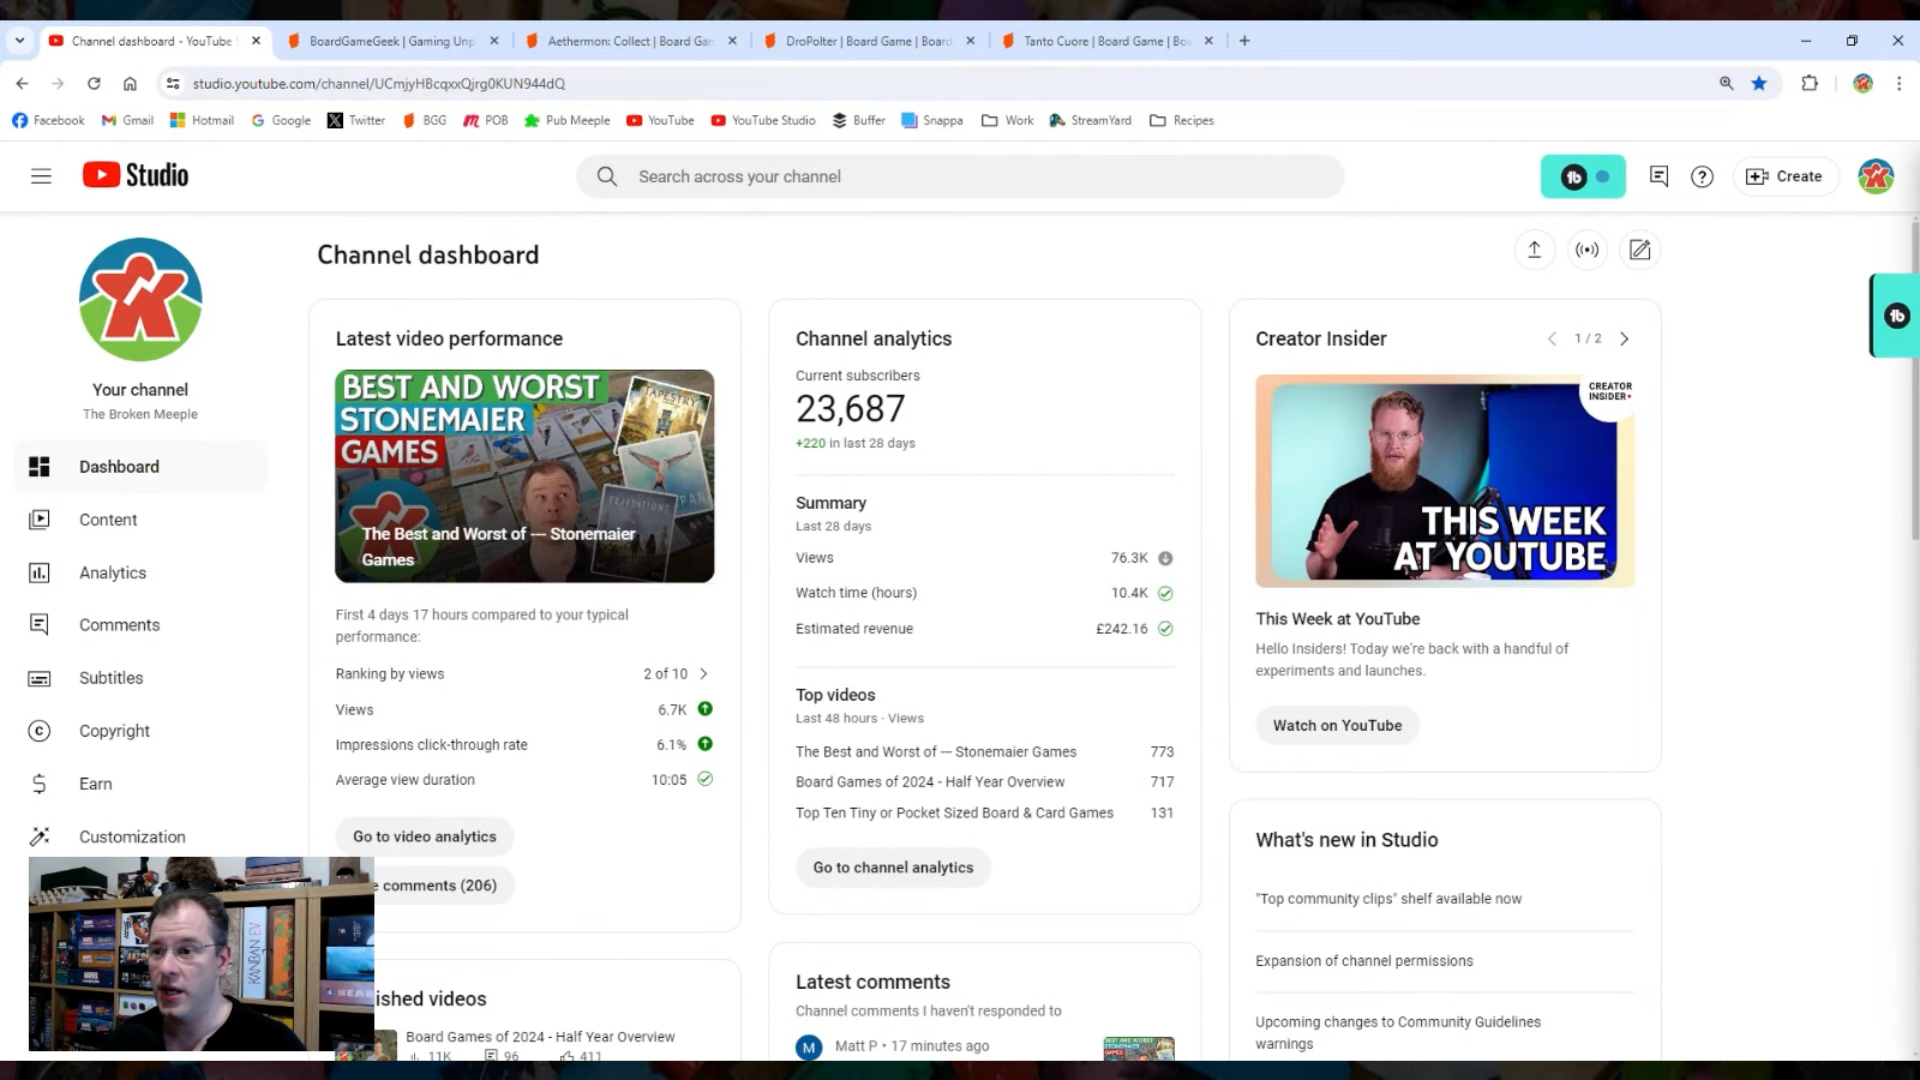 Channel dashboard - YouTube S
BoardGameGeek | Gaming Unp
Aethermon: Collect | Board Gam
DroPolter | Board Game | Board
Tanto Cuore | Board Game | Boa
studio.youtube.com/channel/UCmjyHBcqxxQjrg0KUN944dQ
Facebook
Gmail
Hotmail
Google
Twitter
BGG
POB
Pub Meeple
YouTube
YouTube Studio
Buffer
Snappa
Work
StreamYard
Recipes
Studio
Search across your channel
Create
Your channel
The Broken Meeple
Dashboard
Content
Analytics
Comments
Subtitles
Copyright
Earn
Customization
Channel dashboard
Latest video performance
BEST AND WORST
STONEMAIER
GAMES
TAPESTRY
The Best and Worst of --- Stonemaier
Games
First 4 days 17 hours compared to your typical
performance:
Ranking by views 2 of 10
Views 6.7K
Impressions click-through rate 6.1%
Average view duration 10:05
Go to video analytics
comments (206)
ished videos
Board Games of 2024 - Half Year Overview
11K 96 411
Channel analytics
Current subscribers
23,687
+220 in last 28 days
Summary
Last 28 days
Views 76.3K
Watch time (hours) 10.4K
Estimated revenue £242.16
Top videos
Last 48 hours · Views
The Best and Worst of --- Stonemaier Games 773
Board Games of 2024 - Half Year Overview 717
Top Ten Tiny or Pocket Sized Board & Card Games 131
Go to channel analytics
Latest comments
Channel comments I haven't responded to
M
Matt P • 17 minutes ago
Creator Insider
1 / 2
CREATOR
INSIDER
THIS WEEK
AT YOUTUBE
This Week at YouTube
Hello Insiders! Today we're back with a handful of
experiments and launches.
Watch on YouTube
What's new in Studio
"Top community clips" shelf available now
Expansion of channel permissions
Upcoming changes to Community Guidelines
warnings
KANBAN EV